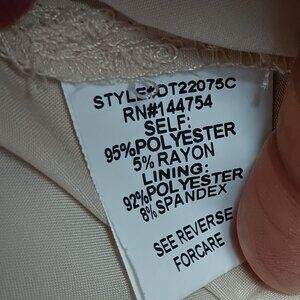 STYLE#DT22075C
RN#144754
SELF:
95%POLYESTER
5% RAYON
LINING:
92%POLYESTER
8% SPANDEX
SEE REVERSE
FORCARE